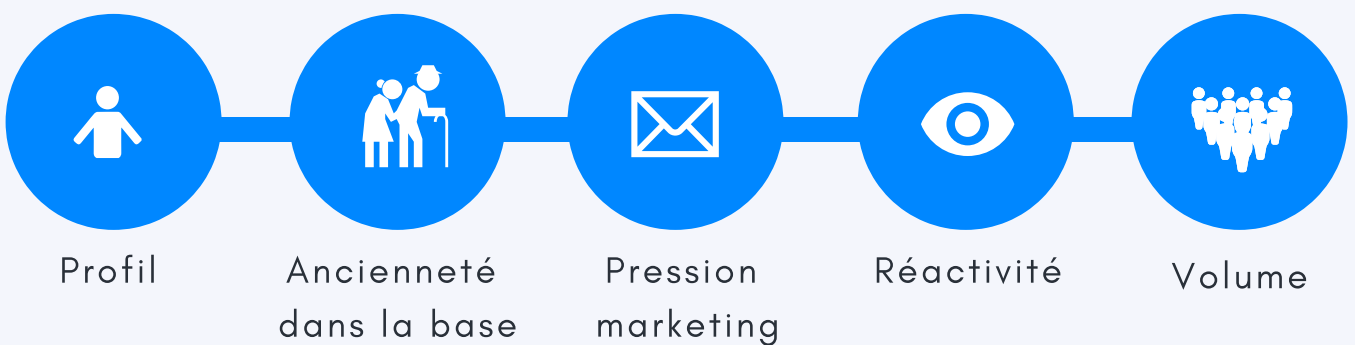 Profil
Ancienneté
dans la base
Pression
marketing
Réactivité
Volume